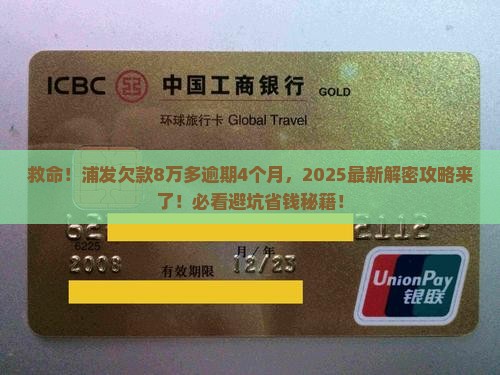 ICBC 中国工商银行 GOLD
环球旅行卡 Global Travel
救命！浦发欠款8万多逾期4个月，2025最新解密攻略来
了！必看避坑省钱秘籍！
6225
月/年
2008 有效期限 12/23
UnionPay
银联